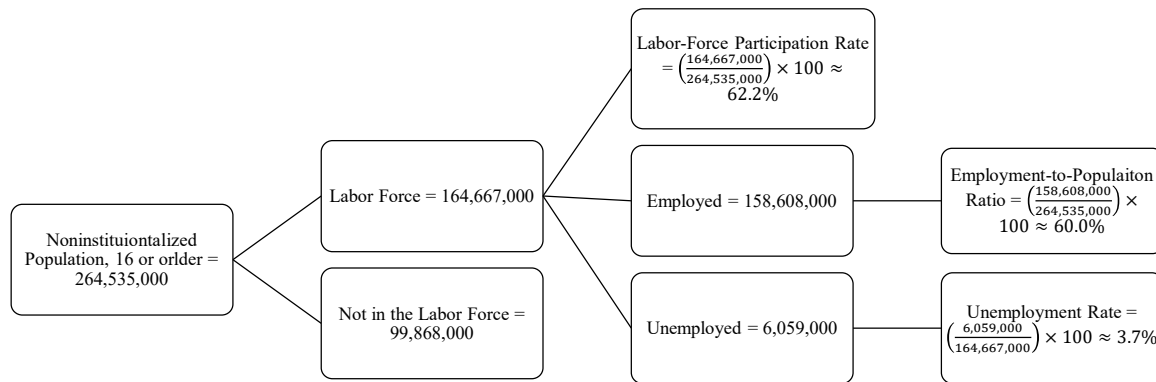 Noninstituiontalized
Population, 16 or orlder =
264,535,000
Labor Force = 164,667,000
Not in the Labor Force =
99,868,000
Labor-Force Participation Rate
= (164,667,000/264,535,000) × 100 ≈
62.2%
Employed = 158,608,000
Unemployed = 6,059,000
Employment-to-Populaiton
Ratio = (158,608,000/264,535,000) ×
100 ≈ 60.0%
Unemployment Rate =
(6,059,000/164,667,000) × 100 ≈ 3.7%